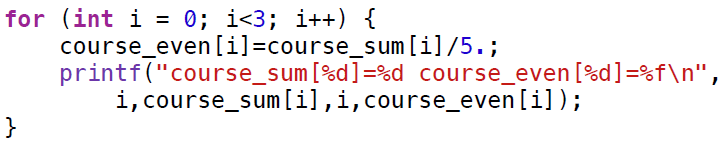 for (int i = 0; i<3; i++) {
    course_even[i]=course_sum[i]/5.;
    printf("course_sum[%d]=%d course_even[%d]=%f\n",
        i,course_sum[i],i,course_even[i]);
}